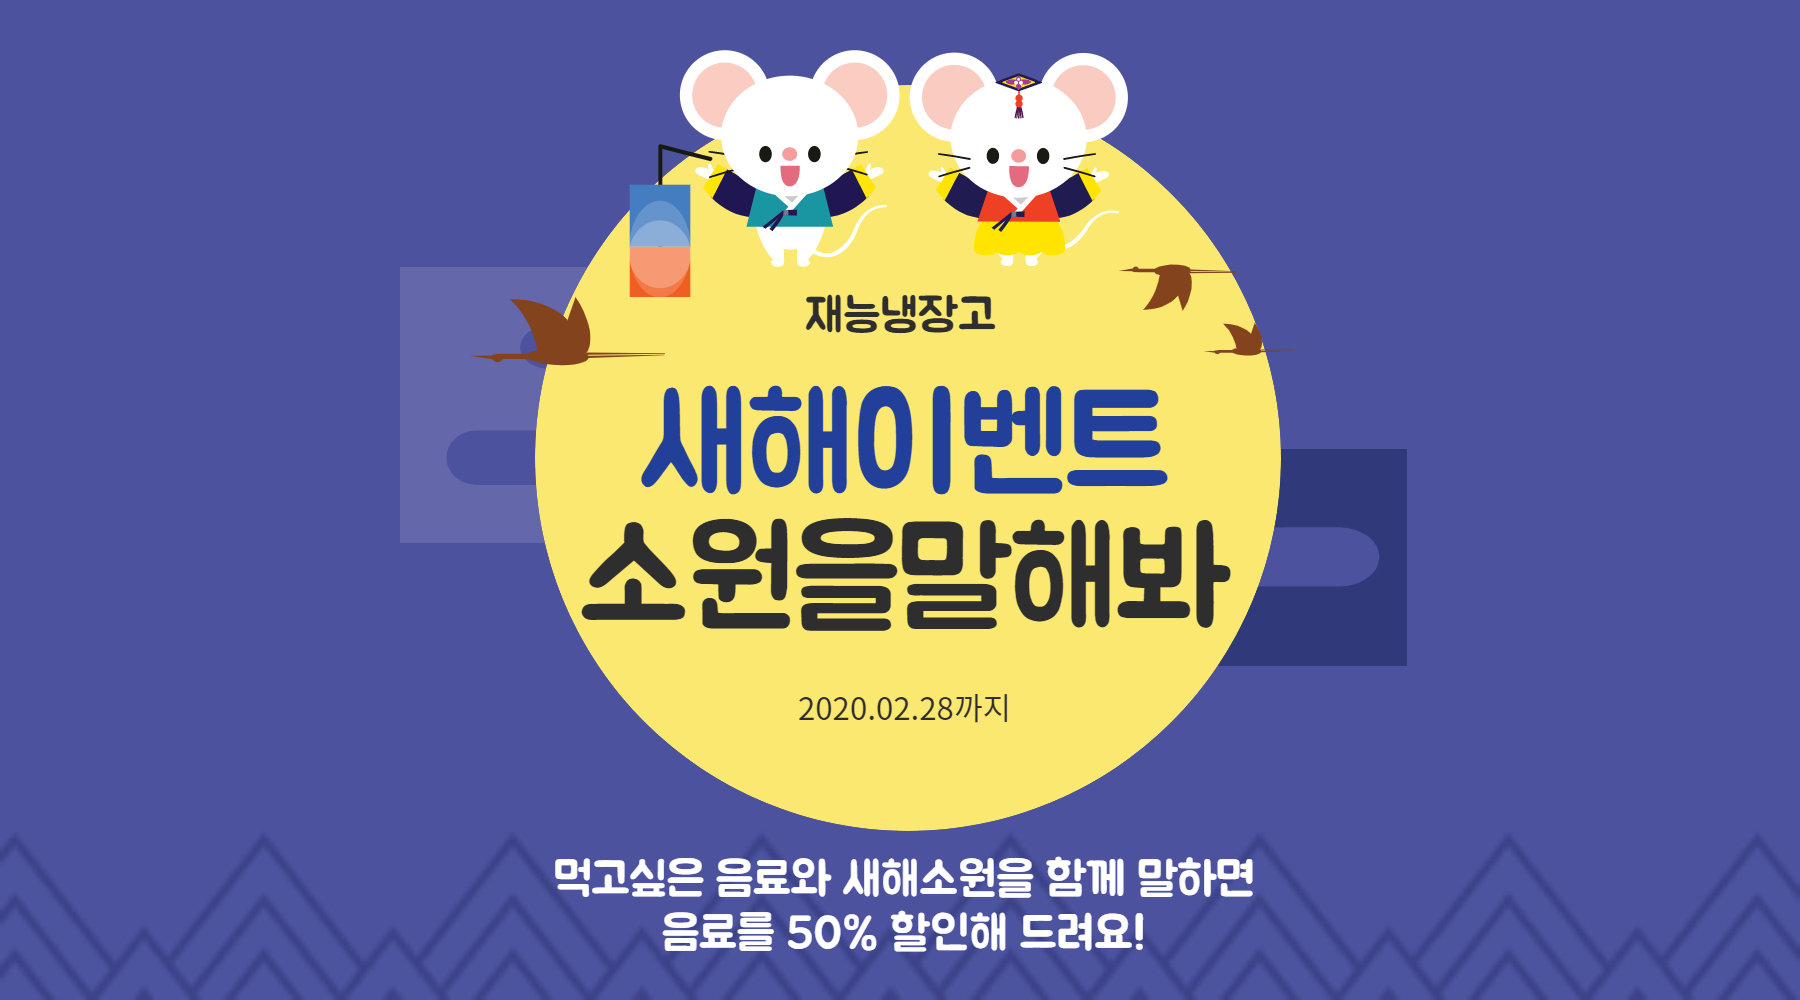 재능냉장고
새해이벤트
소원을말해봐
2020.02.28까지
먹고싶은 음료와 새해소원을 함께 말하면
음료를 50% 할인해 드려요!